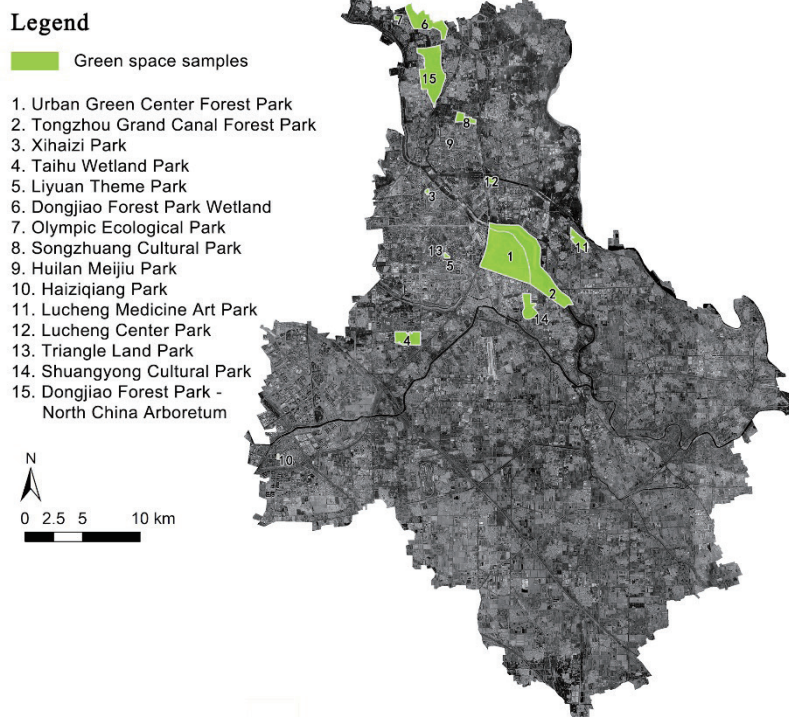 Legend
Green space samples
1. Urban Green Center Forest Park
2. Tongzhou Grand Canal Forest Park
3. Xihaizi Park
4. Taihu Wetland Park
5. Liyuan Theme Park
6. Dongjiao Forest Park Wetland
7. Olympic Ecological Park
8. Songzhuang Cultural Park
9. Huilan Meijiu Park
10. Haiziqiang Park
11. Lucheng Medicine Art Park
12. Lucheng Center Park
13. Triangle Land Park
14. Shuangyong Cultural Park
15. Dongjiao Forest Park -
North China Arboretum
N
0 2.5 5 10 km
7
6
15
8
9
12
3
11
13
1
5
2
14
4
10